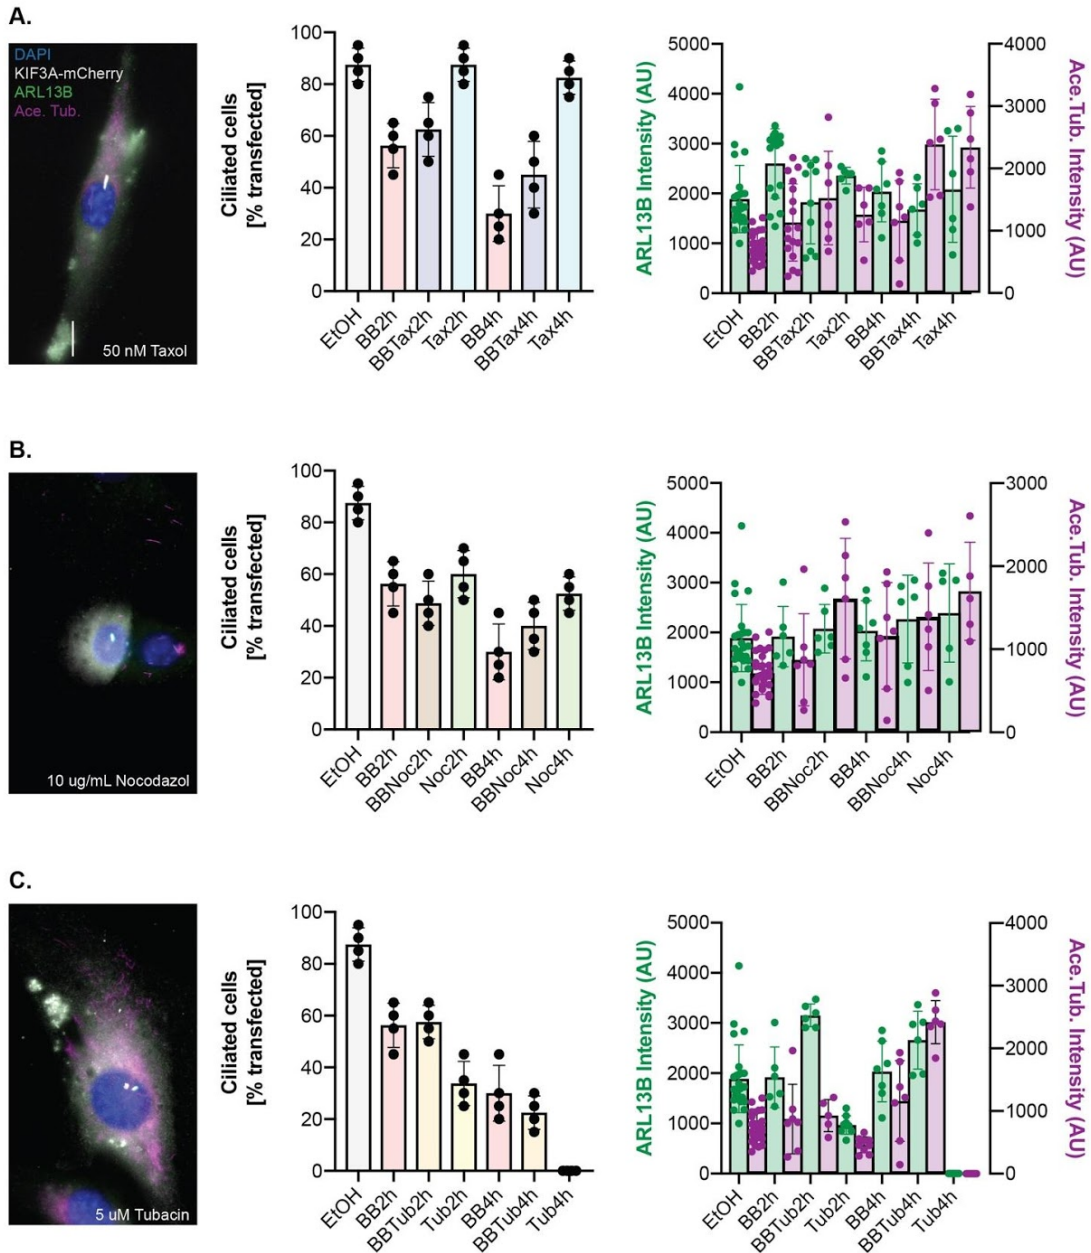 A.
DAPI
KIF3A-mCherry
ARL13B
Ace. Tub.
50 nM Taxol
Ciliated cells
[% transfected]
100
80
60
40
20
0
EtOH
BB2h
BBTax2h
Tax2h
BB4h
BBTax4h
Tax4h
ARL13B Intensity (AU)
5000
4000
3000
2000
1000
0
EtOH
BB2h
BBTax2h
Tax2h
BB4h
BBTax4h
Tax4h
4000
3000
2000
1000
0
Ace.Tub. Intensity (AU)
B.
10 ug/mL Nocodazol
Ciliated cells
[% transfected]
100
80
60
40
20
0
EtOH
BB2h
BBNoc2h
Noc2h
BB4h
BBNoc4h
Noc4h
ARL13B Intensity (AU)
5000
4000
3000
2000
1000
0
EtOH
BB2h
BBNoc2h
Noc2h
BB4h
BBNoc4h
Noc4h
3000
2000
1000
0
Ace.Tub. Intensity (AU)
C.
5 uM Tubacin
Ciliated cells
[% transfected]
100
80
60
40
20
0
EtOH
BB2h
BBTub2h
Tub2h
BB4h
BBTub4h
Tub4h
ARL13B Intensity (AU)
5000
4000
3000
2000
1000
0
EtOH
BB2h
BBTub2h
Tub2h
BB4h
BBTub4h
Tub4h
4000
3000
2000
1000
0
Ace.Tub. Intensity (AU)